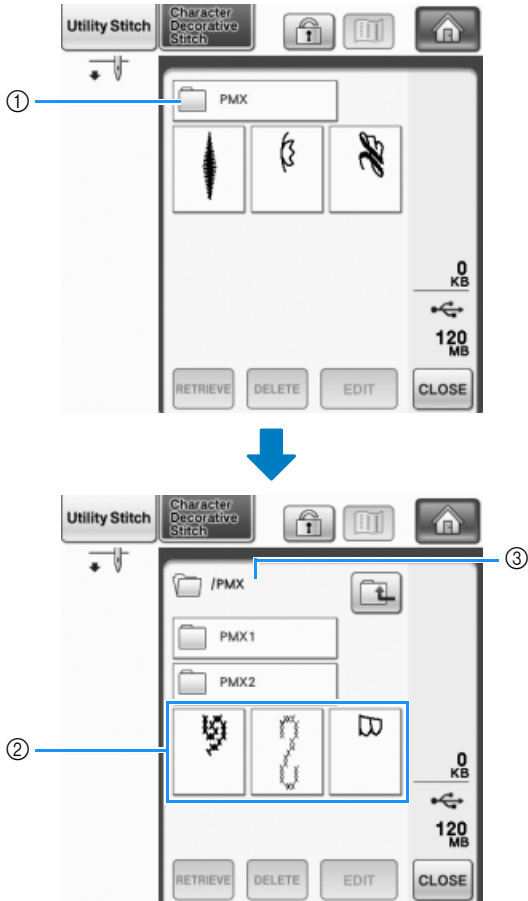 Utility Stitch
Character
Decorative
Stitch
①
PMX
0
KB
120
MB
RETRIEVE
DELETE
EDIT
CLOSE
Utility Stitch
Character
Decorative
Stitch
③
/PMX
PMX1
PMX2
②
0
KB
120
MB
RETRIEVE
DELETE
EDIT
CLOSE